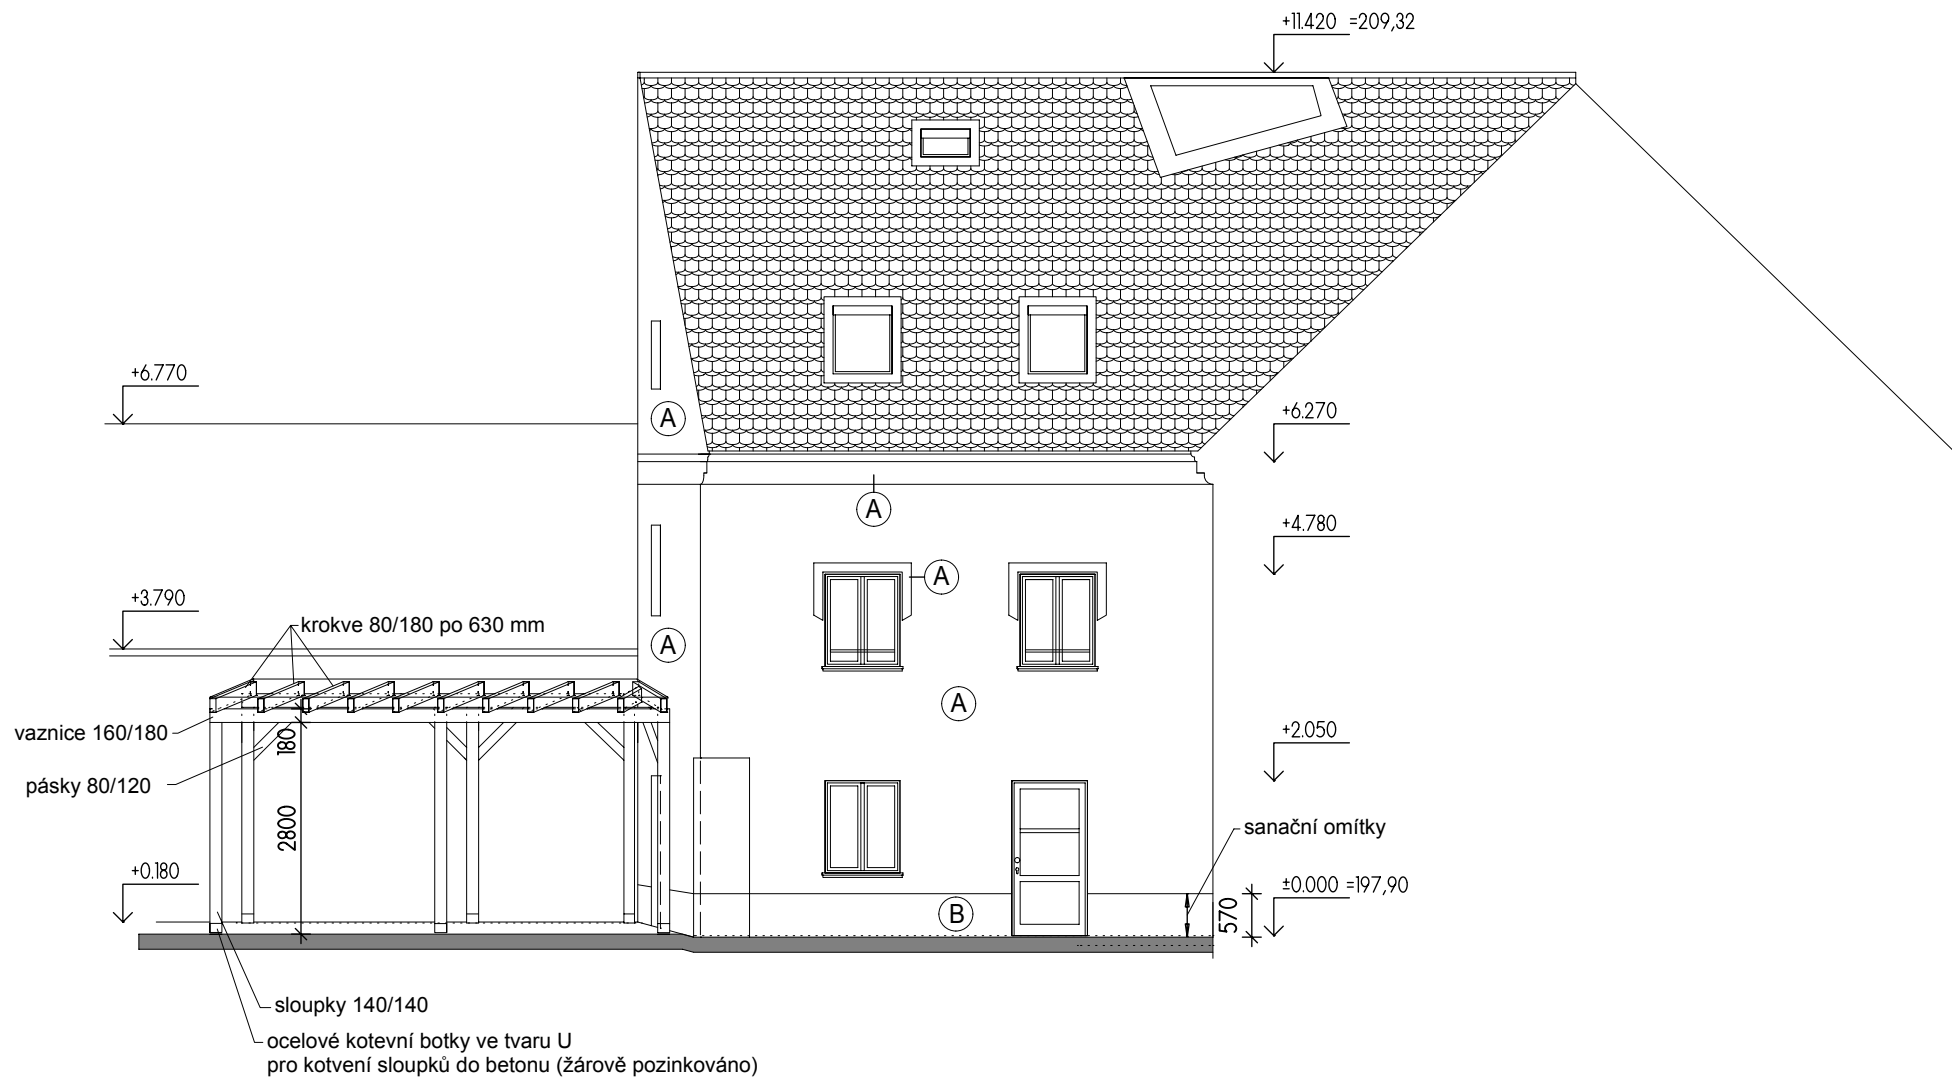 +11.420 =209,32
+6.770
A
+6.270
A
+4.780
A
+3.790
krokve 80/180 po 630 mm
A
A
vaznice 160/180
180
+2.050
pásky 80/120
2800
sanační omítky
+0.180
±0.000 =197,90
B
570
sloupky 140/140
ocelové kotevní botky ve tvaru U
pro kotvení sloupků do betonu (žárově pozinkováno)